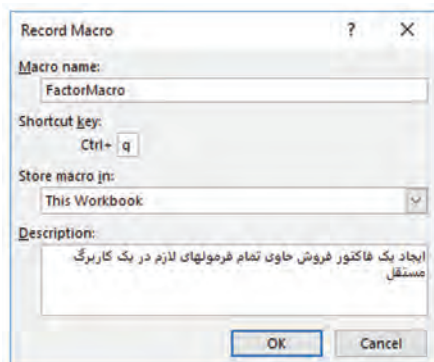 Record Macro ? ×
Macro name:
FactorMacro
Shortcut key:
Ctrl+ q
Store macro in:
This Workbook
Description:
ایجاد یک فاکتور فروش حاوی تمام فرمولهای لازم در یک کاربرگ
مستقل
OK Cancel